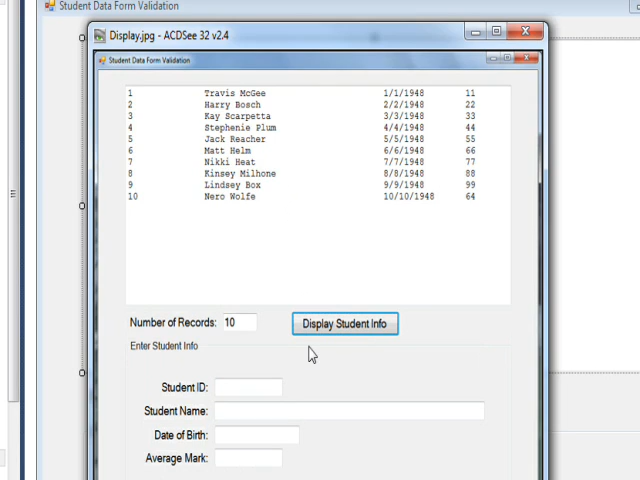 Student Data Form Validation
Display.jpg - ACDSee 32 v2.4
Student Data Form Validation
1 Travis McGee 1/1/1948 11
2 Harry Bosch 2/2/1948 22
3 Kay Scarpetta 3/3/1948 33
4 Stephenie Plum 4/4/1948 44
5 Jack Reacher 5/5/1948 55
6 Matt Helm 6/6/1948 66
7 Nikki Heat 7/7/1948 77
8 Kinsey Milhone 8/8/1948 88
9 Lindsey Box 9/9/1948 99
10 Nero Wolfe 10/10/1948 64
Number of Records: 10 Display Student Info
Enter Student Info
Student ID:
Student Name:
Date of Birth:
Average Mark: